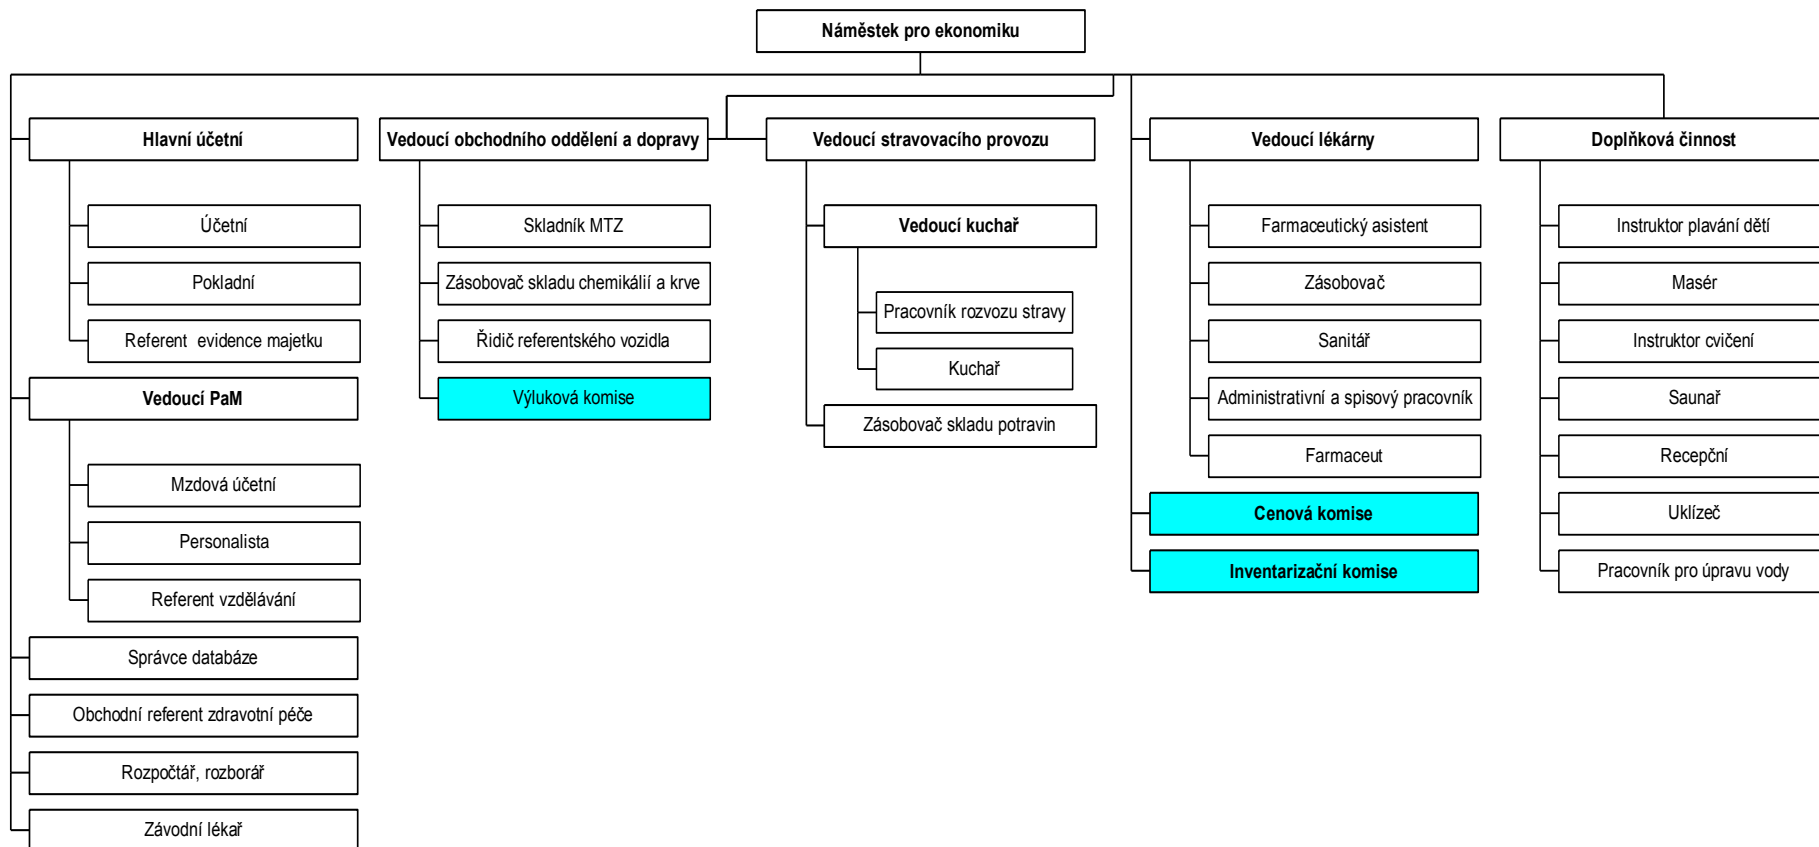 Náměstek pro ekonomiku
Hlavní účetní
Účetní
Pokladní
Referent  evidence majetku
Vedoucí PaM
Mzdová účetní
Personalista
Referent vzdělávání
Správce databáze
Obchodní referent zdravotní péče
Rozpočtář, rozborář
Závodní lékař
Vedoucí obchodního oddělení a dopravy
Skladník MTZ
Zásobovač skladu chemikálií a krve
Řidič referentského vozidla
Výluková komise
Vedoucí stravovacího provozu
Vedoucí kuchař
Pracovník rozvozu stravy
Kuchař
Zásobovač skladu potravin
Vedoucí lékárny
Farmaceutický asistent
Zásobovač
Sanitář
Administrativní a spisový pracovník
Farmaceut
Cenová komise
Inventarizační komise
Doplňková činnost
Instruktor plavání dětí
Masér
Instruktor cvičení
Saunař
Recepční
Uklízeč
Pracovník pro úpravu vody